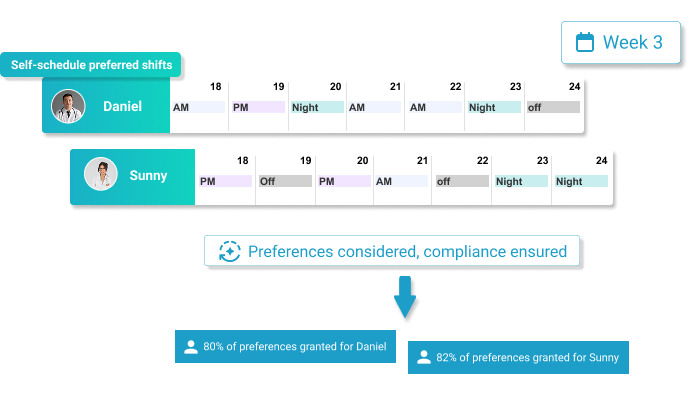 Week 3
Self-schedule preferred shifts
18 19 20 21 22 23 24
Daniel AM PM Night AM AM Night off
18 19 20 21 22 23 24
Sunny PM Off PM AM off Night Night
Preferences considered, compliance ensured
80% of preferences granted for Daniel
82% of preferences granted for Sunny